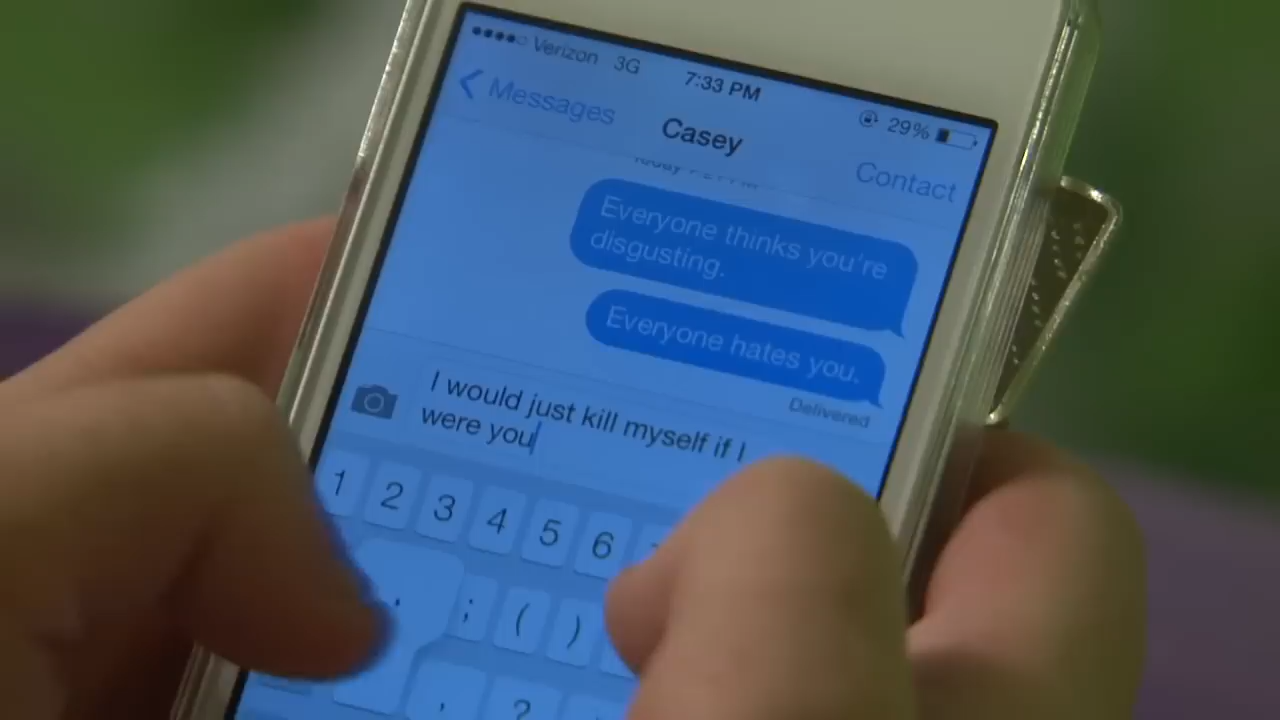 Verizon 3G 7:33 PM 29%
Messages Casey Contact
Everyone thinks you're
disgusting.
Everyone hates you.
Delivered
I would just kill myself if I
were you
1 2 3 4 5 6
. ; ( )
, ?